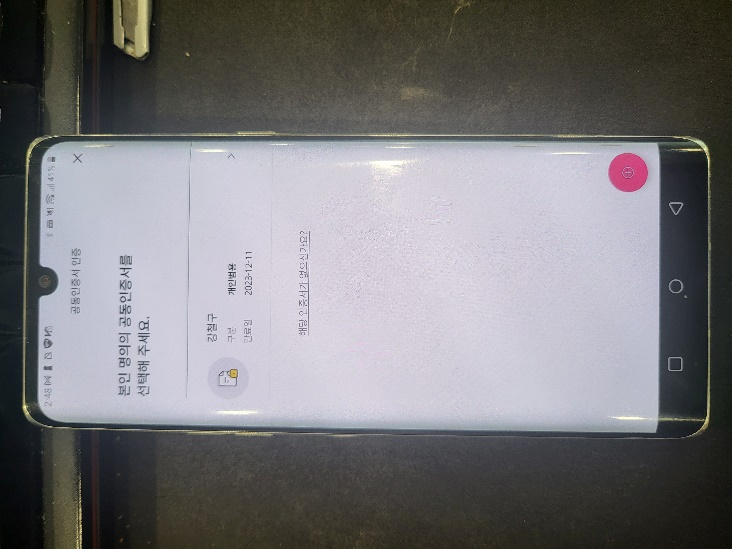 2:48
41%
공동인증서 인증
본인 명의의 공동인증서를
선택해 주세요.
강철구
구분 개인범용
만료일 2023-12-11
해당 인증서가 없으신가요?